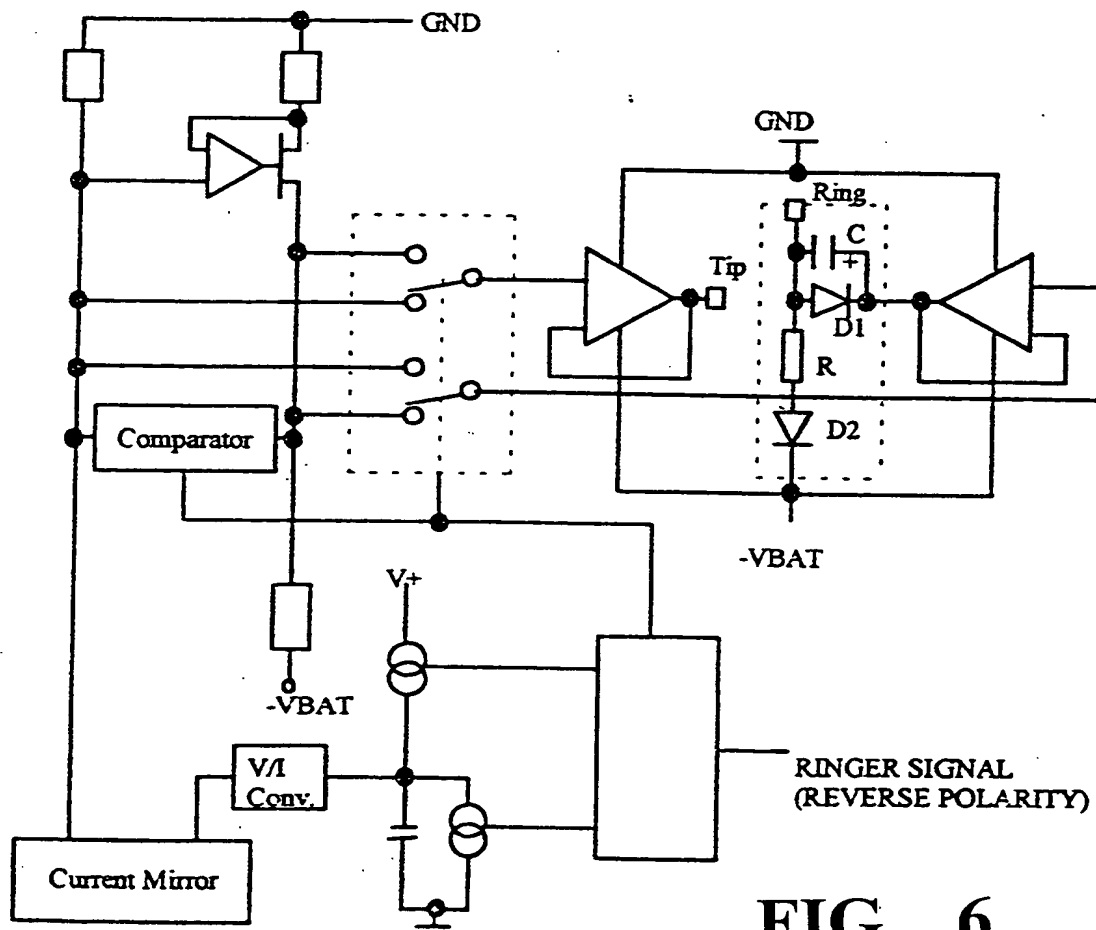 GND
GND
Ring
C
+
Tip
D1
R
D2
Comparator
-VBAT
V+
-VBAT
V/I
Conv.
RINGER SIGNAL
(REVERSE POLARITY)
Current Mirror
FIG. 6